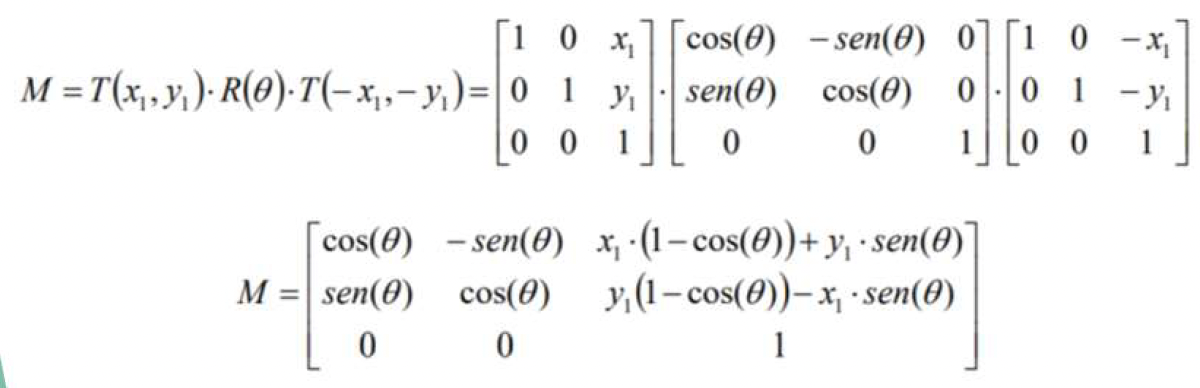 M = T(x₁, y₁)· R(θ)·T(−x₁,− y₁)= [1 0 x₁; 0 1 y₁; 0 0 1] · [cos(θ) −sen(θ) 0; sen(θ) cos(θ) 0; 0 0 1] · [1 0 −x₁; 0 1 −y₁; 0 0 1]
M = [cos(θ) −sen(θ) x₁ ·(1−cos(θ))+ y₁ ·sen(θ); sen(θ) cos(θ) y₁(1−cos(θ))− x₁ ·sen(θ); 0 0 1]